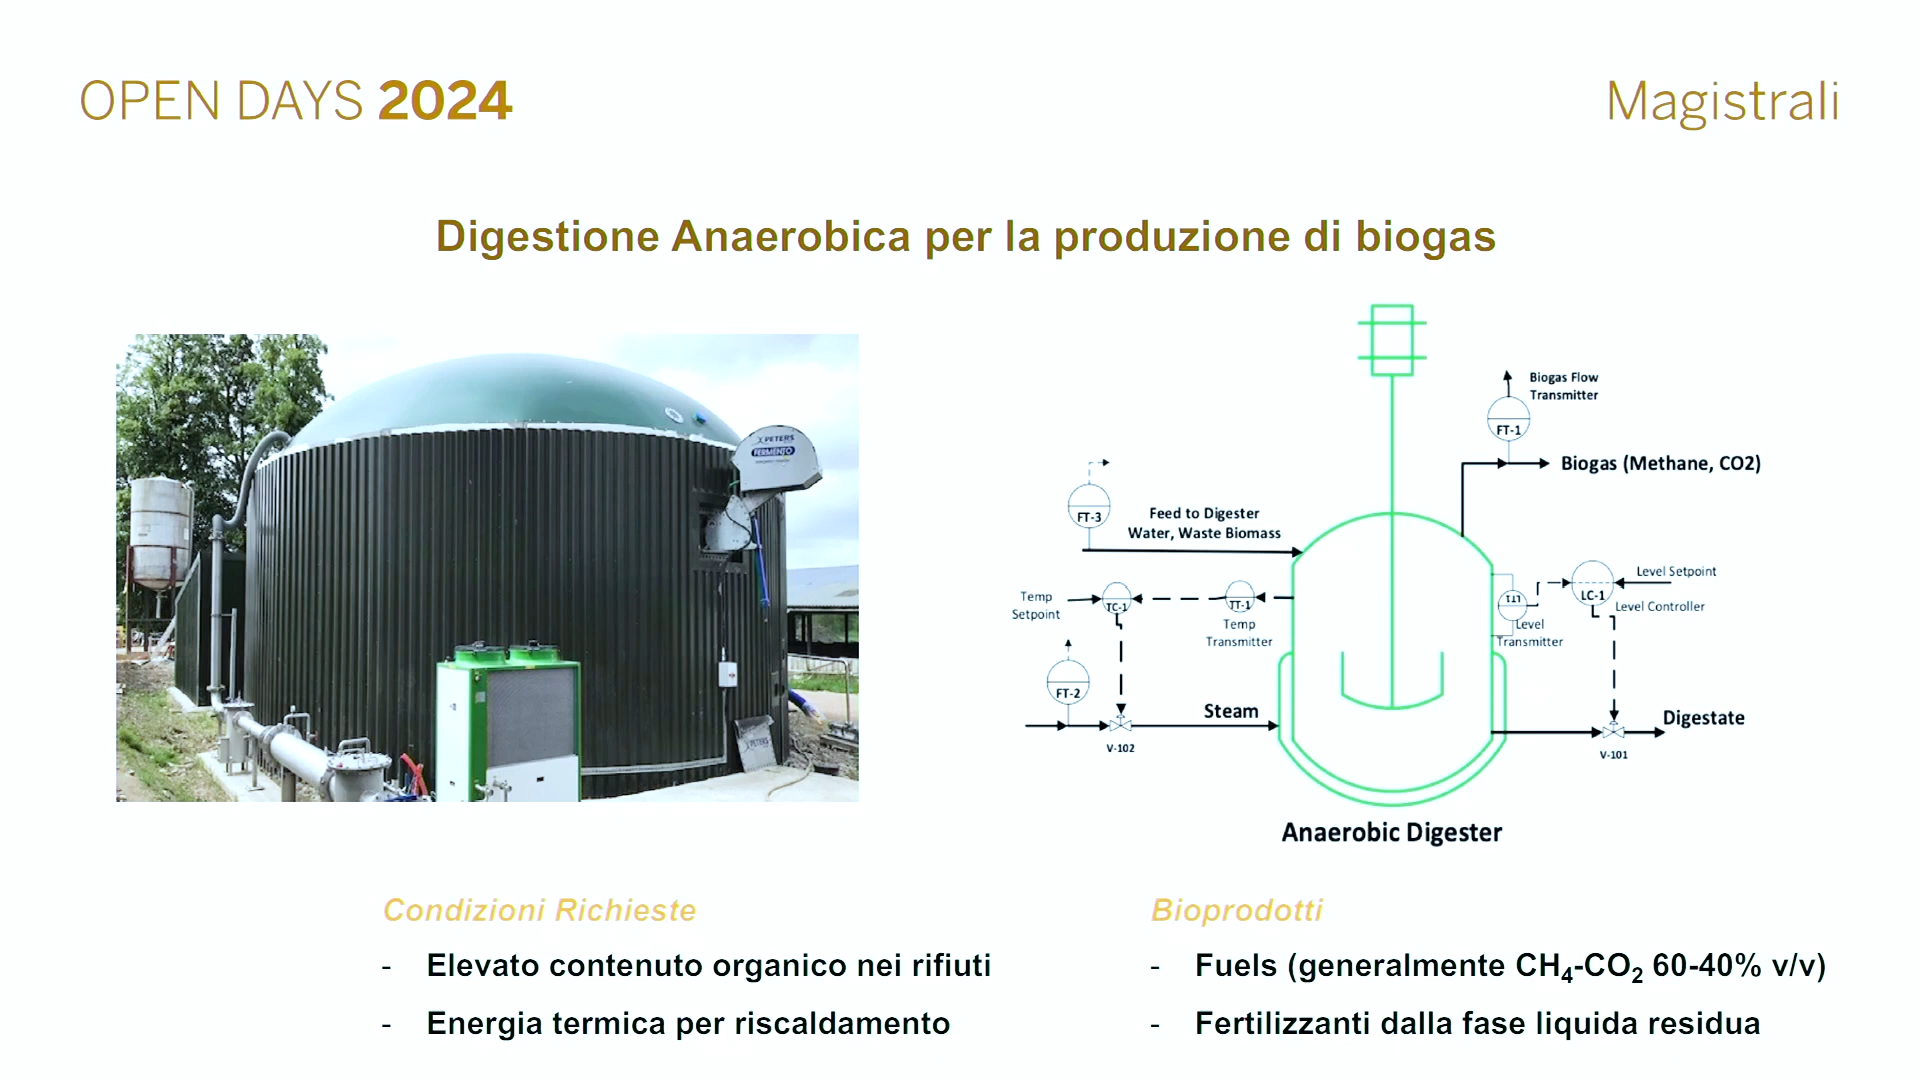 OPEN DAYS 2024
Magistrali
Digestione Anaerobica per la produzione di biogas
PETERS
FERMENTO
Biogas Flow
Transmitter
FT-1
Biogas (Methane, CO2)
FT-3
Feed to Digester
Water, Waste Biomass
Temp
Setpoint
TC-1
TT-1
Temp
Transmitter
LT1
Level
Transmitter
LC-1
Level Setpoint
Level Controller
FT-2
Steam
V-102
Digestate
V-101
Anaerobic Digester
Condizioni Richieste
- Elevato contenuto organico nei rifiuti
- Energia termica per riscaldamento
Bioprodotti
- Fuels (generalmente CH₄-CO₂ 60-40% v/v)
- Fertilizzanti dalla fase liquida residua